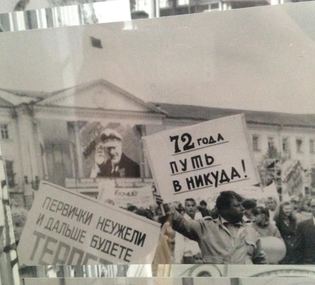 72 ГОДА
ПУТЬ
В НИКУДА!
ПЕРВИЧКИ НЕУЖЕЛИ
И ДАЛЬШЕ БУДЕТЕ